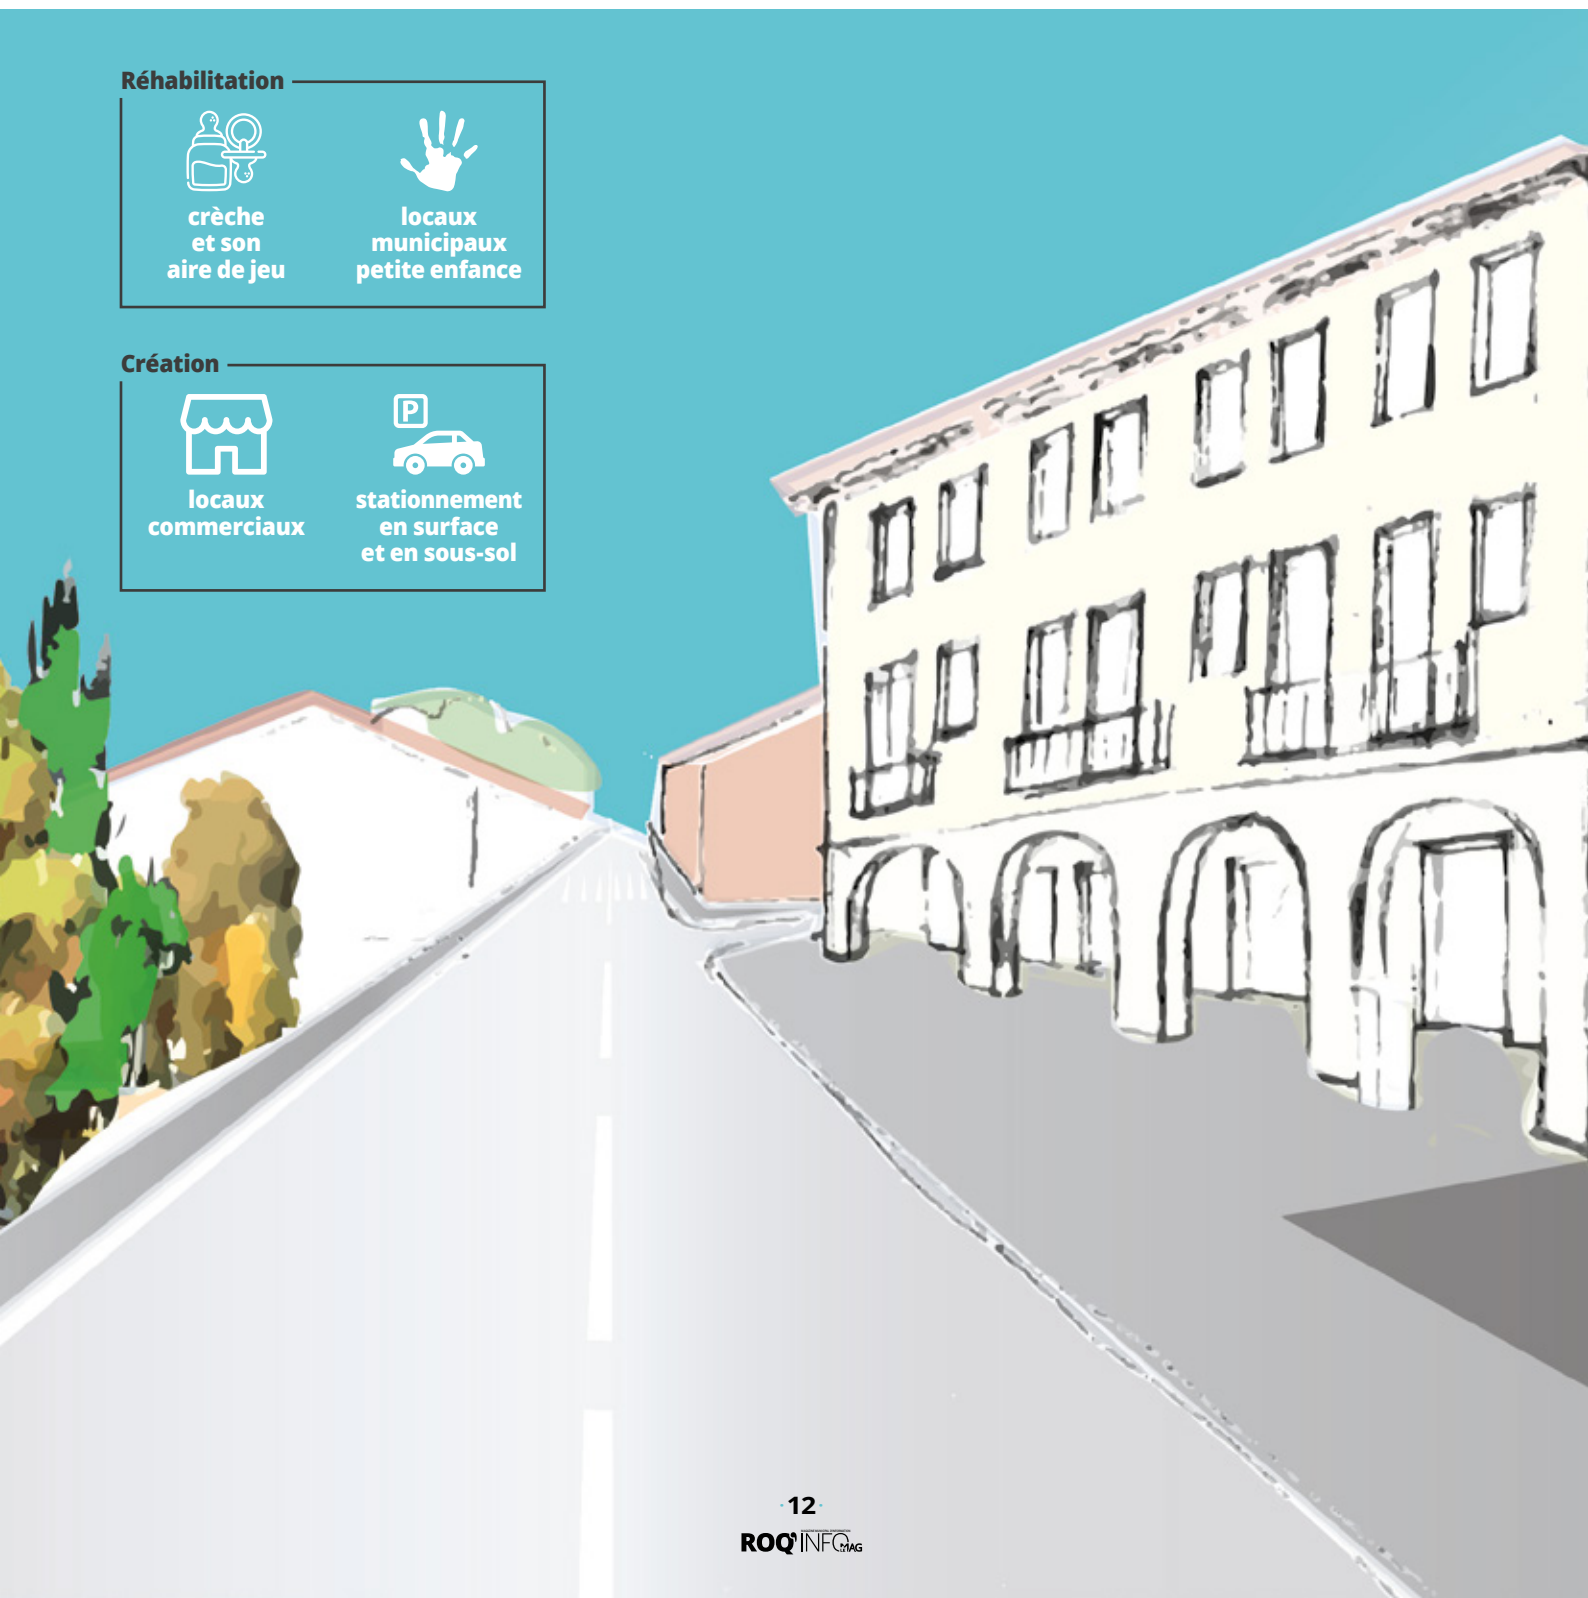 Réhabilitation
crèche
et son
aire de jeu
locaux
municipaux
petite enfance
Création
P
locaux
commerciaux
stationnement
en surface
et en sous-sol
·12·
ROQ' INFO LE MAG